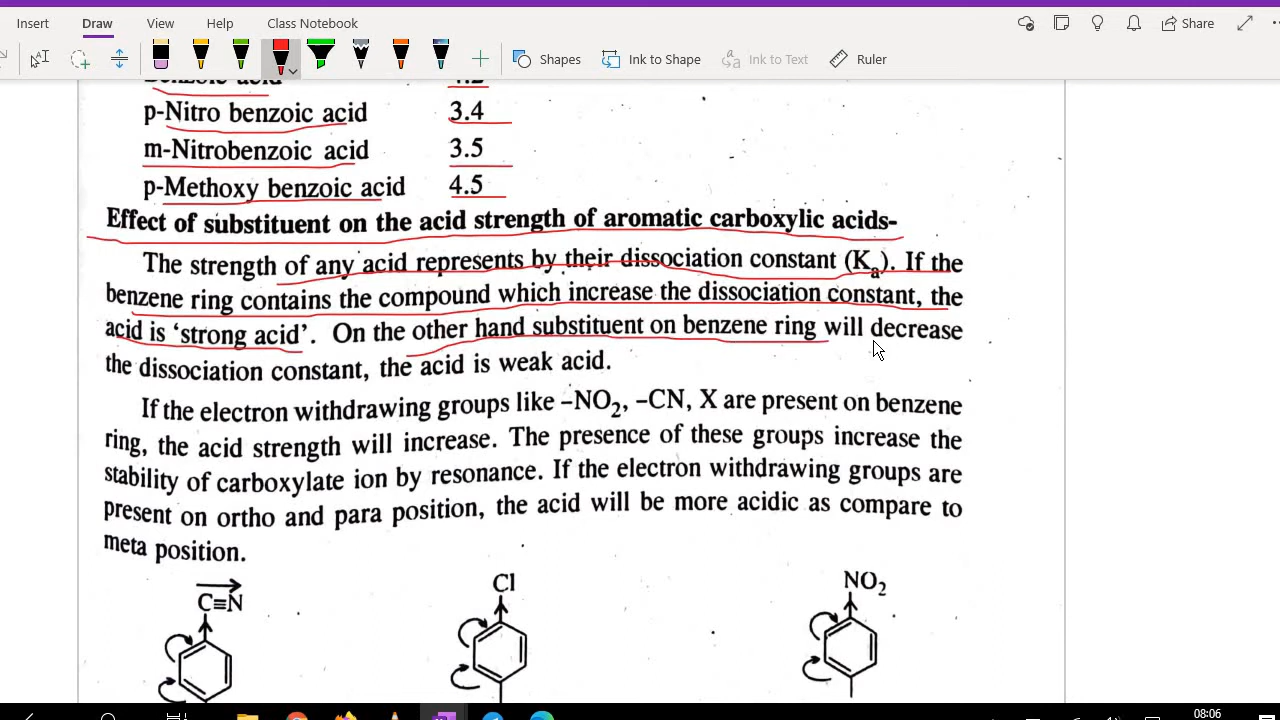 Insert Draw View Help Class Notebook Share
Shapes Ink to Shape Ink to Text Ruler
Benzoic acid 4.2
p-Nitro benzoic acid 3.4
m-Nitrobenzoic acid 3.5
p-Methoxy benzoic acid 4.5
Effect of substituent on the acid strength of aromatic carboxylic acids-
The strength of any acid represents by their dissociation constant (Ka). If the
benzene ring contains the compound which increase the dissociation constant, the
acid is ‘strong acid’. On the other hand substituent on benzene ring will decrease
the dissociation constant, the acid is weak acid.
If the electron withdrawing groups like –NO2, –CN, X are present on benzene
ring, the acid strength will increase. The presence of these groups increase the
stability of carboxylate ion by resonance. If the electron withdrawing groups are
present on ortho and para position, the acid will be more acidic as compare to
meta position.
C≡N Cl NO2
08:06